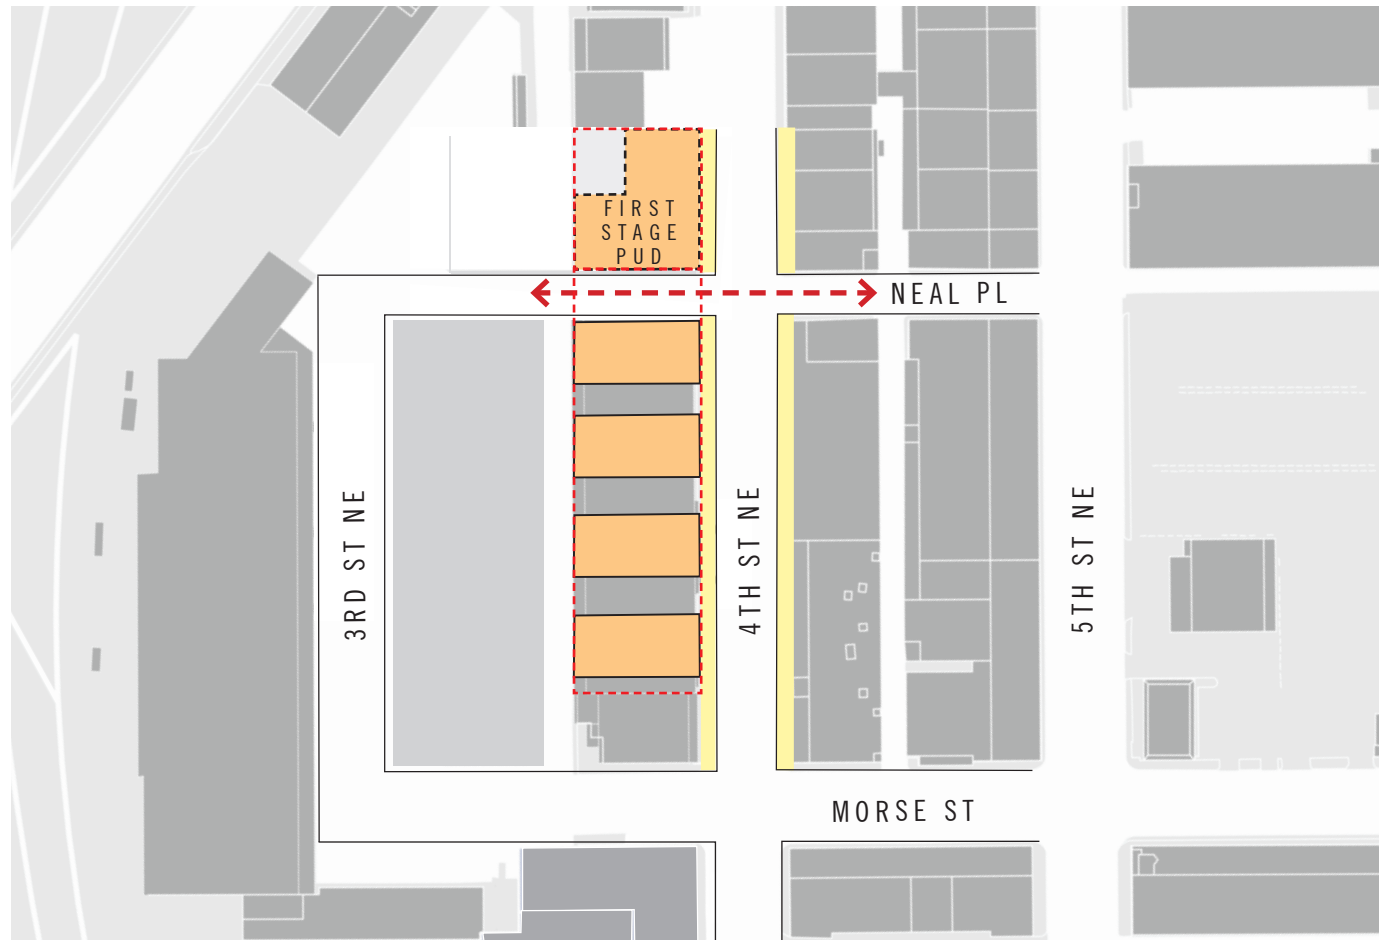 FIRST
STAGE
PUD
NEAL PL
3RD ST NE
4TH ST NE
5TH ST NE
MORSE ST